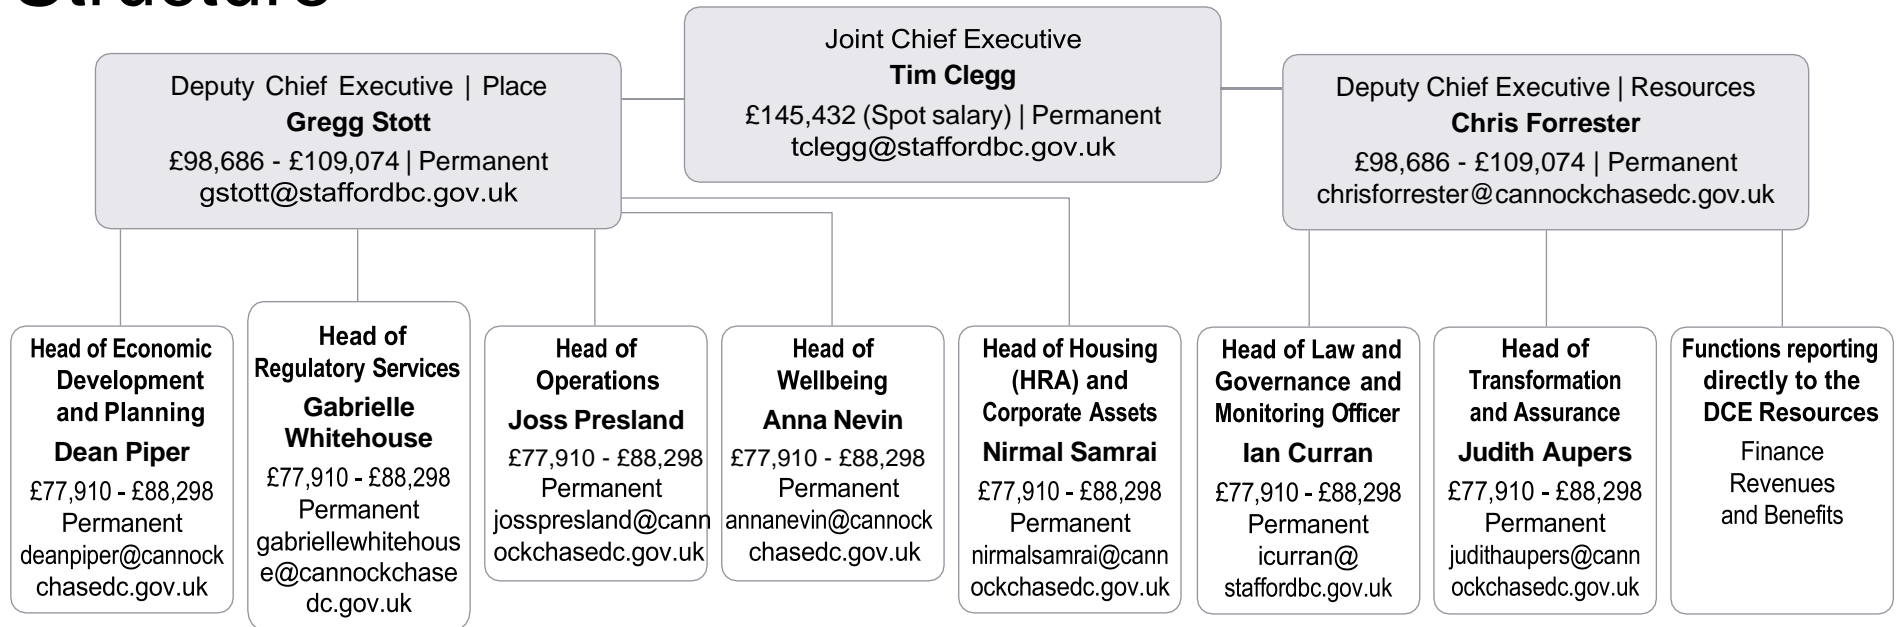 Structure
Joint Chief Executive
Tim Clegg
£145,432 (Spot salary) | Permanent
tclegg@staffordbc.gov.uk
Deputy Chief Executive | Place
Gregg Stott
£98,686 - £109,074 | Permanent
gstott@staffordbc.gov.uk
Deputy Chief Executive | Resources
Chris Forrester
£98,686 - £109,074 | Permanent
chrisforrester@cannockchasedc.gov.uk
Head of Economic
Development
and Planning
Dean Piper
£77,910 - £88,298
Permanent
deanpiper@cannock
chasedc.gov.uk
Head of
Regulatory Services
Gabrielle
Whitehouse
£77,910 - £88,298
Permanent
gabriellewhitehous
e@cannockchase
dc.gov.uk
Head of
Operations
Joss Presland
£77,910 - £88,298
Permanent
josspresland@cann
ockchasedc.gov.uk
Head of
Wellbeing
Anna Nevin
£77,910 - £88,298
Permanent
annanevin@cannock
chasedc.gov.uk
Head of Housing
(HRA) and
Corporate Assets
Nirmal Samrai
£77,910 - £88,298
Permanent
nirmalsamrai@cann
ockchasedc.gov.uk
Head of Law and
Governance and
Monitoring Officer
Ian Curran
£77,910 - £88,298
Permanent
icurran@
staffordbc.gov.uk
Head of
Transformation
and Assurance
Judith Aupers
£77,910 - £88,298
Permanent
judithaupers@cann
ockchasedc.gov.uk
Functions reporting
directly to the
DCE Resources
Finance
Revenues
and Benefits